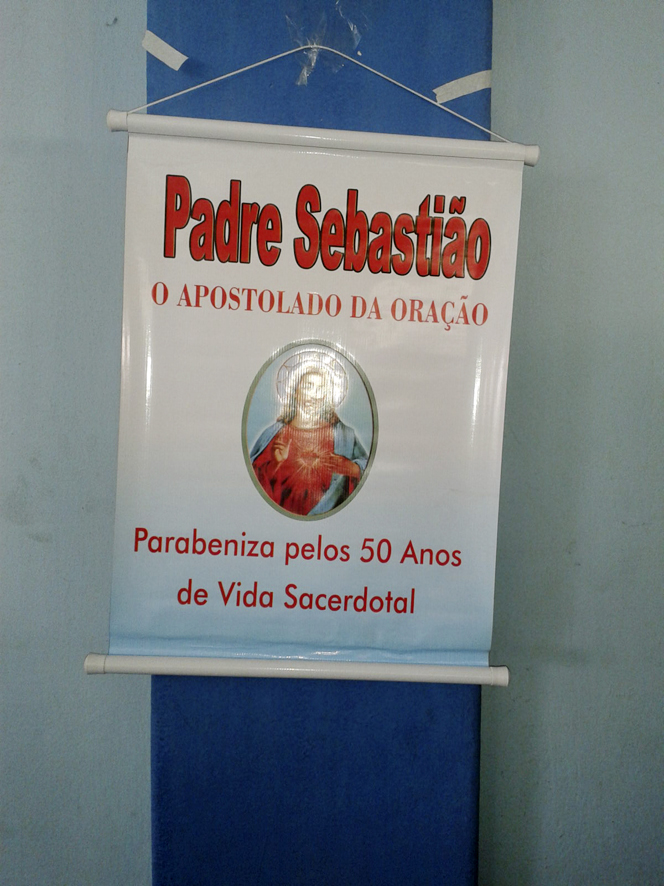 Padre Sebastião
O APOSTOLADO DA ORAÇÃO
Parabeniza pelos 50 Anos
de Vida Sacerdotal